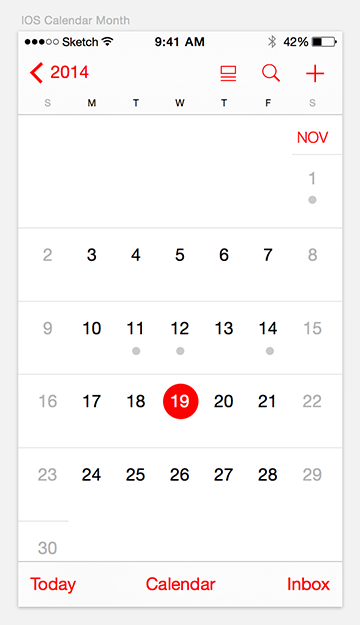 IOS Calendar Month
Sketch 9:41 AM 42%
2014
S M T W T F S
NOV
1
2 3 4 5 6 7 8
9 10 11 12 13 14 15
16 17 18 19 20 21 22
23 24 25 26 27 28 29
30
Today Calendar Inbox